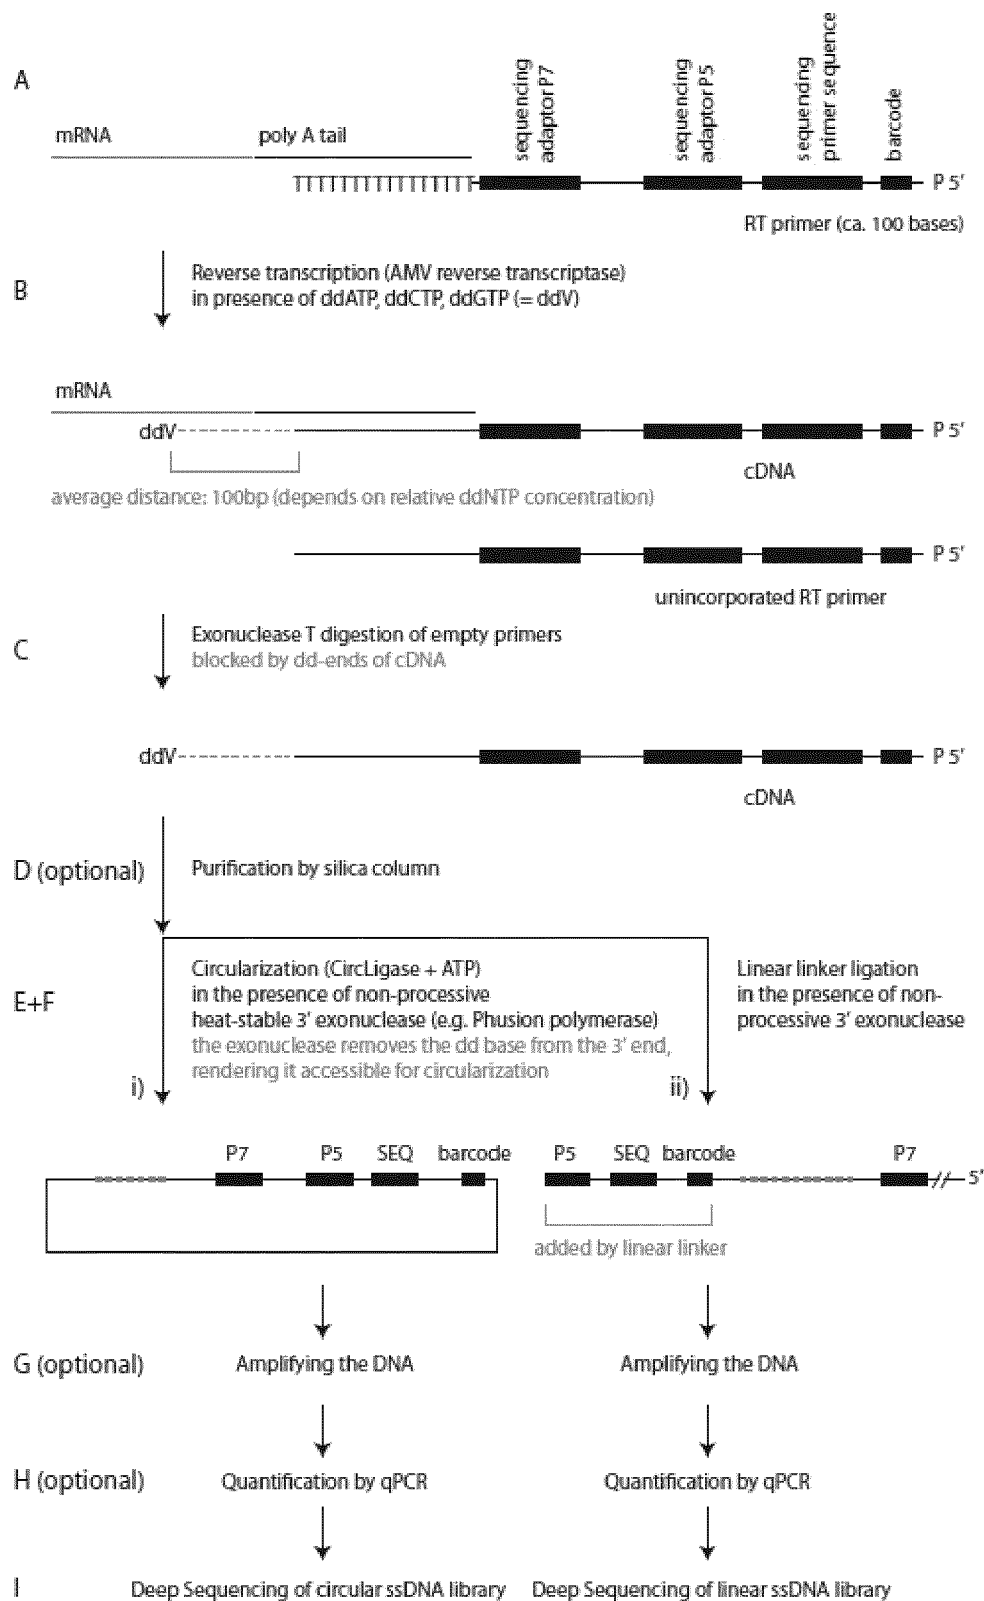 A
mRNA
poly A tail
sequencing
adaptor P7
sequencing
adaptor P5
sequencing
primer sequence
barcode
TTTTTTTTTTTTTTTT
P 5'
RT primer (ca. 100 bases)
B
Reverse transcription (AMV reverse transcriptase)
in presence of ddATP, ddCTP, ddGTP (= ddV)
mRNA
ddV
P 5'
cDNA
average distance: 100bp (depends on relative ddNTP concentration)
P 5'
unincorporated RT primer
C
Exonuclease T digestion of empty primers
blocked by dd-ends of cDNA
ddV
P 5'
cDNA
D (optional)
Purification by silica column
E+F
Circularization (CircLigase + ATP)
in the presence of non-processive
heat-stable 3' exonuclease (e.g. Phusion polymerase)
the exonuclease removes the dd base from the 3' end,
rendering it accessible for circularization
i)
Linear linker ligation
in the presence of non-
processive 3' exonuclease
ii)
P7
P5
SEQ
barcode
P5
SEQ
barcode
P7
5'
added by linear linker
G (optional)
Amplifying the DNA
Amplifying the DNA
H (optional)
Quantification by qPCR
Quantification by qPCR
I
Deep Sequencing of circular ssDNA library
Deep Sequencing of linear ssDNA library